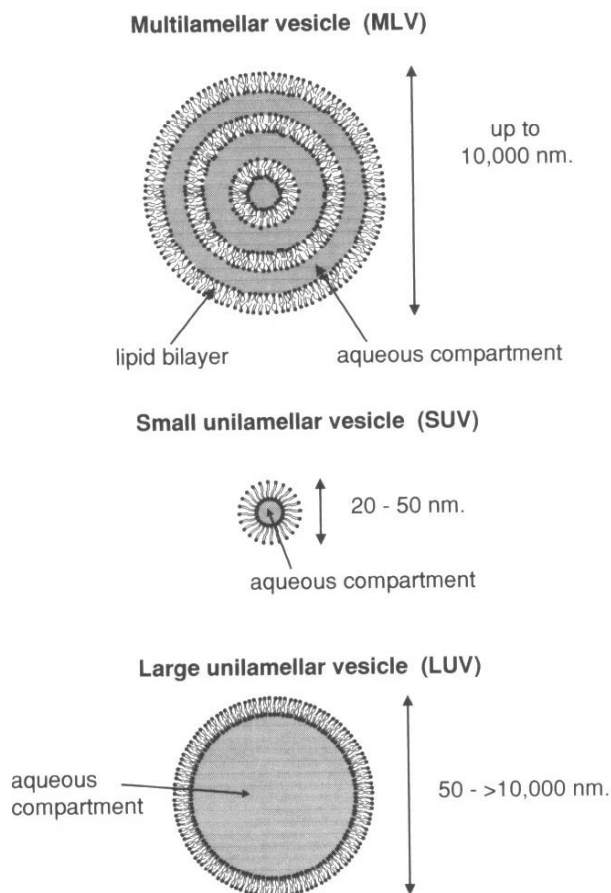 Multilamellar vesicle (MLV)
up to
10,000 nm.
lipid bilayer
aqueous compartment
Small unilamellar vesicle (SUV)
20 - 50 nm.
aqueous compartment
Large unilamellar vesicle (LUV)
aqueous
compartment
50 - >10,000 nm.